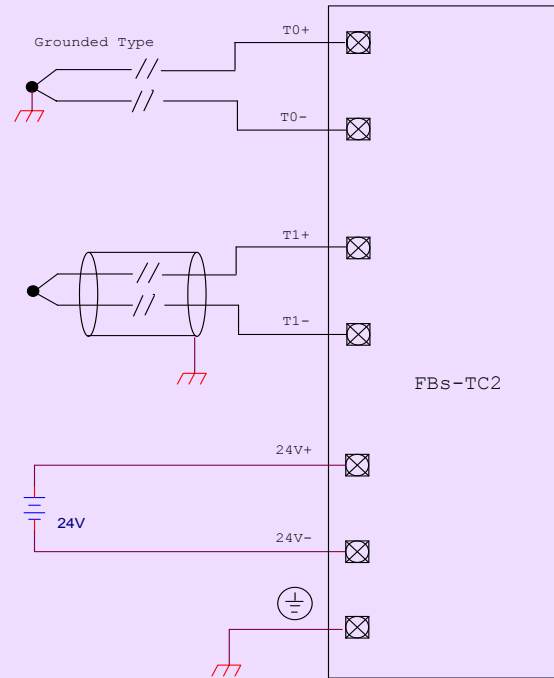 T0+
Grounded Type
T0-
T1+
T1-
FBs-TC2
24V+
24V
24V-